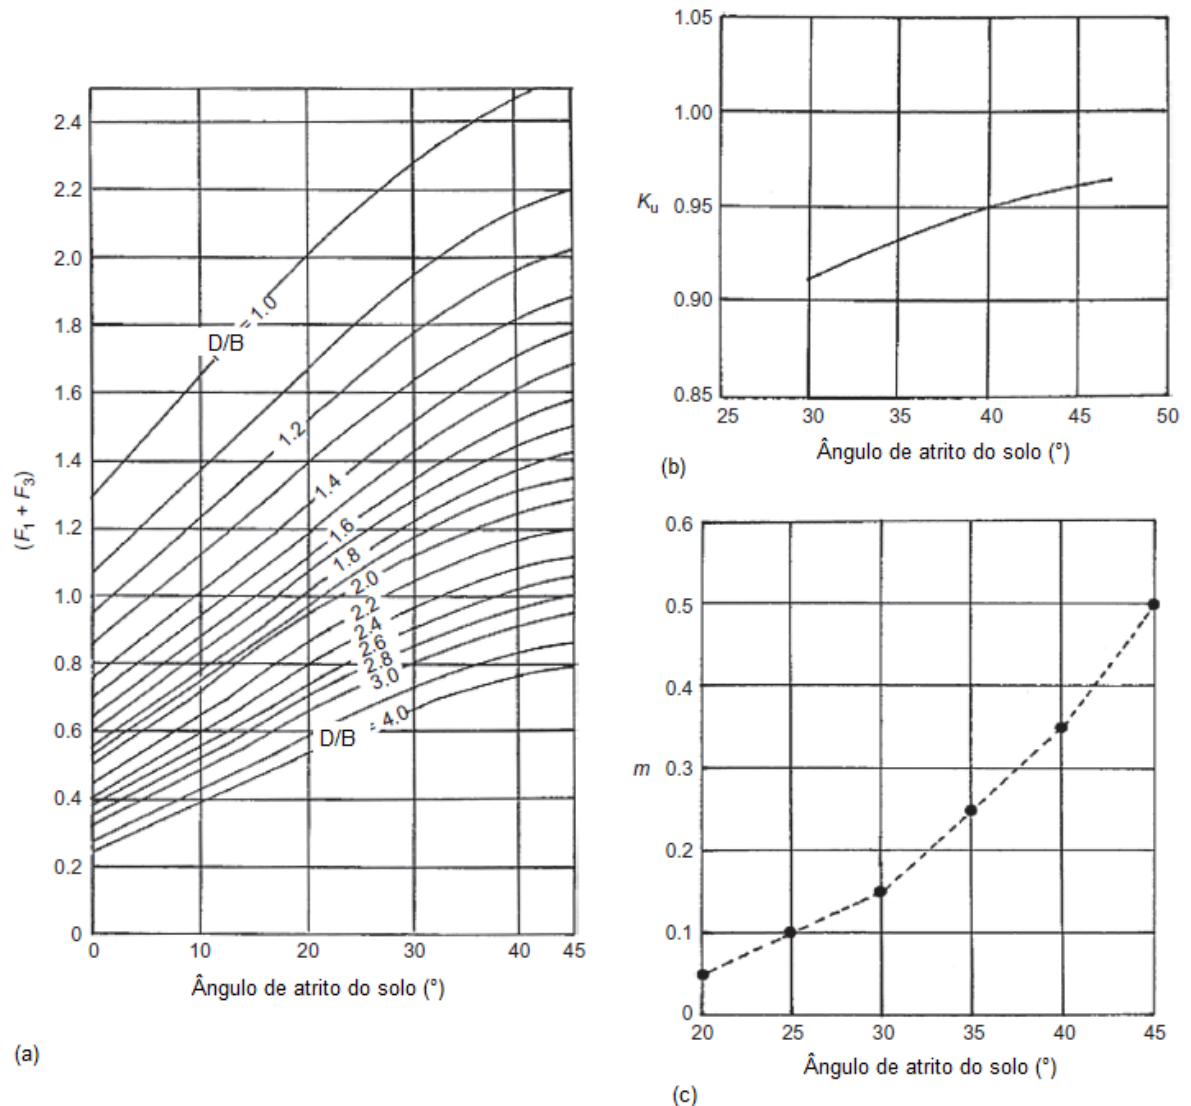 2.4
2.2
2.0
1.8
1.6
1.4
1.2
1.0
0.8
0.6
0.4
0.2
0
(F1 + F3)
D/B = 1.0
1.2
1.4
1.6
1.8
2.0
2.2
2.4
2.6
2.8
3.0
D/B = 4.0
0 10 20 30 40 45
Ângulo de atrito do solo (°)
(a)
1.05
1.00
Ku 0.95
0.90
0.85
25 30 35 40 45 50
Ângulo de atrito do solo (°)
(b)
0.6
0.5
0.4
m 0.3
0.2
0.1
0
20 25 30 35 40 45
Ângulo de atrito do solo (°)
(c)